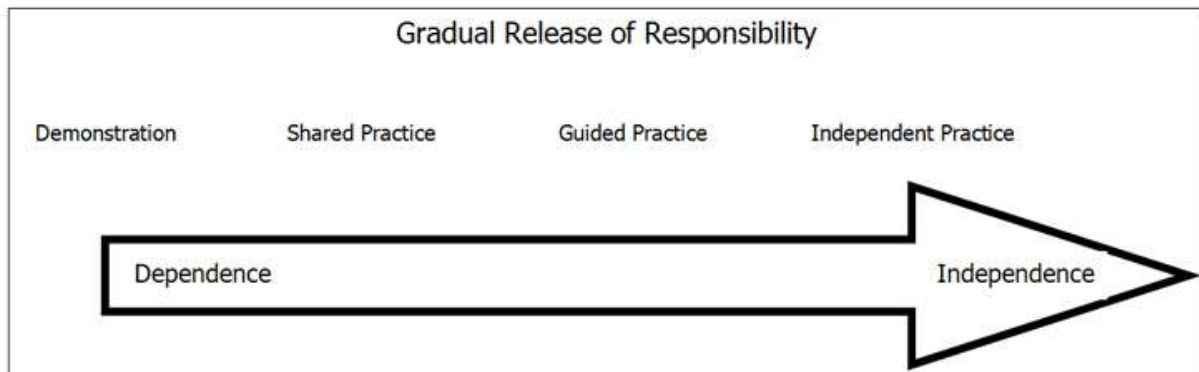 Gradual Release of Responsibility
Demonstration Shared Practice Guided Practice Independent Practice
Dependence Independence